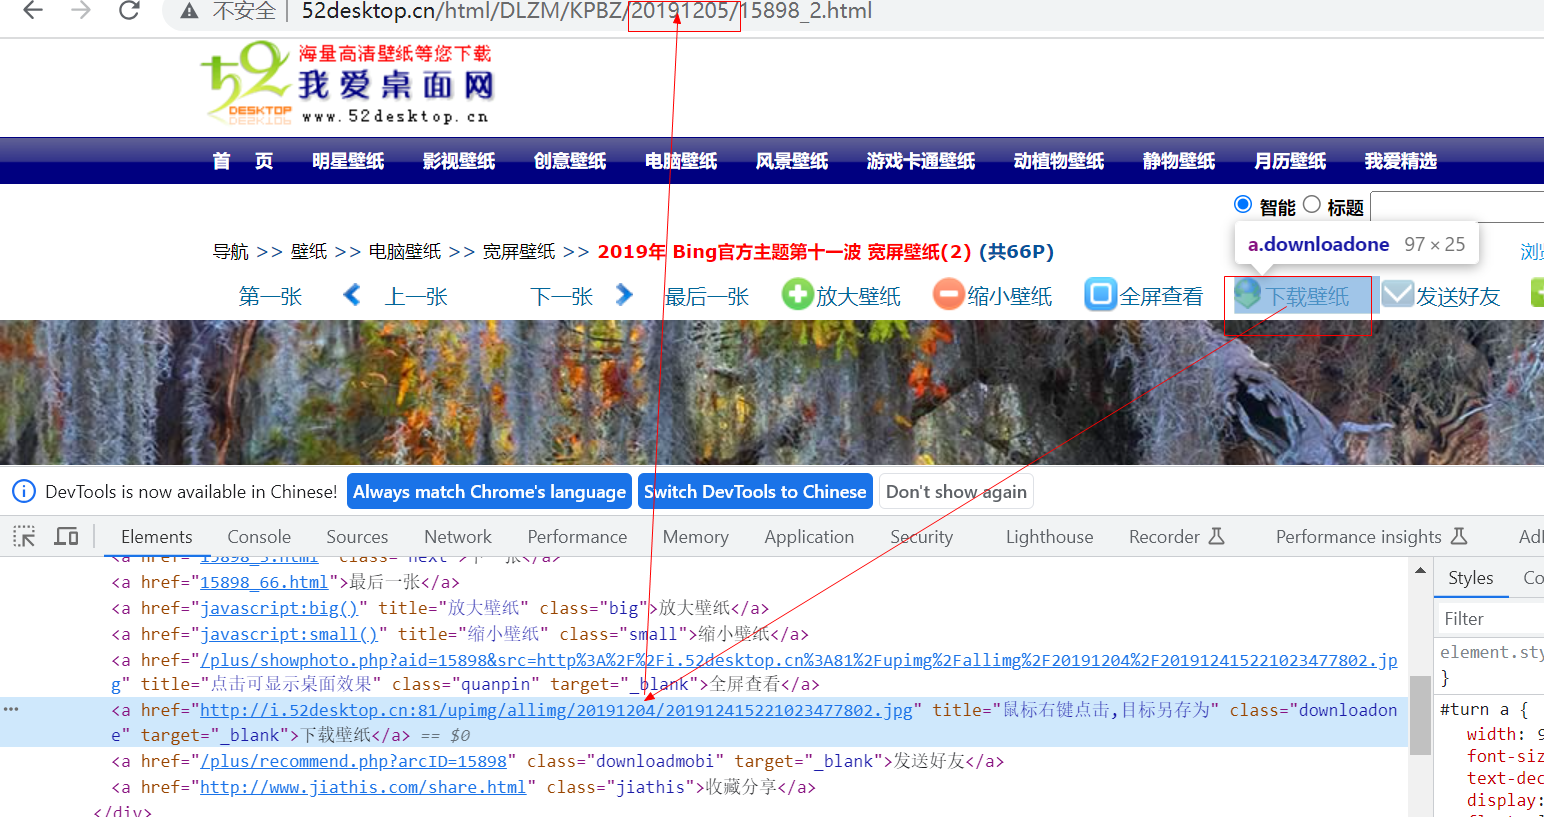 不安全 | 52desktop.cn/html/DLZM/KPBZ/20191205/15898_2.html
52 DESKTOP
海量高清壁纸等您下载
我爱桌面网
www.52desktop.cn
首 页 明星壁纸 影视壁纸 创意壁纸 电脑壁纸 风景壁纸 游戏卡通壁纸 动植物壁纸 静物壁纸 月历壁纸 我爱精选
智能 标题
a.downloadone 97 × 25
导航 >> 壁纸 >> 电脑壁纸 >> 宽屏壁纸 >> 2019年 Bing官方主题第十一波 宽屏壁纸(2) (共66P)
第一张 上一张 下一张 最后一张 放大壁纸 缩小壁纸 全屏查看 下载壁纸 发送好友
DevTools is now available in Chinese! Always match Chrome's language Switch DevTools to Chinese Don't show again
Elements Console Sources Network Performance Memory Application Security Lighthouse Recorder Performance insights Ad
<a href="15898_3.html" class="next">下一张</a>
<a href="15898_66.html">最后一张</a>
<a href="javascript:big()" title="放大壁纸" class="big">放大壁纸</a>
<a href="javascript:small()" title="缩小壁纸" class="small">缩小壁纸</a>
<a href="/plus/showphoto.php?aid=15898&src=http%3A%2F%2Fi.52desktop.cn%3A81%2Fupimg%2Fallimg%2F20191204%2F201912415221023477802.jp
g" title="点击可显示桌面效果" class="quanpin" target="_blank">全屏查看</a>
<a href="http://i.52desktop.cn:81/upimg/allimg/20191204/201912415221023477802.jpg" title="鼠标右键点击,目标另存为" class="downloadon
e" target="_blank">下载壁纸</a> == $0
<a href="/plus/recommend.php?arcID=15898" class="downloadmobi" target="_blank">发送好友</a>
<a href="http://www.jiathis.com/share.html" class="jiathis">收藏分享</a>
</div>
Styles Co
Filter
element.sty
}
#turn a {
width: 9
font-siz
text-dec
display: